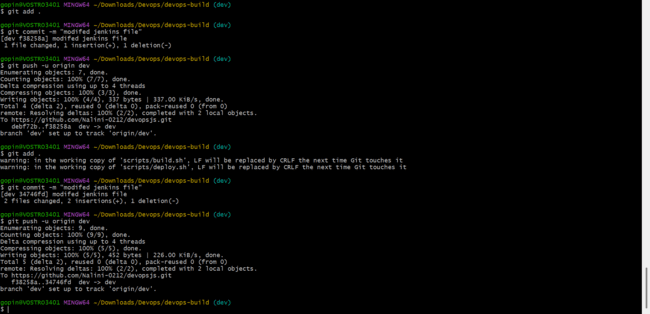 gopin@VOSTRO3401 MINGW64 ~/Downloads/Devops/devops-build (dev)
$ git add .
gopin@VOSTRO3401 MINGW64 ~/Downloads/Devops/devops-build (dev)
$ git commit -m "modifed jenkins file"
[dev f38258a] modifed jenkins file
1 file changed, 1 insertion(+), 1 deletion(-)
gopin@VOSTRO3401 MINGW64 ~/Downloads/Devops/devops-build (dev)
$ git push -u origin dev
Enumerating objects: 7, done.
Counting objects: 100% (7/7), done.
Delta compression using up to 4 threads
Compressing objects: 100% (3/3), done.
Writing objects: 100% (4/4), 337 bytes | 337.00 KiB/s, done.
Total 4 (delta 2), reused 0 (delta 0), pack-reused 0 (from 0)
remote: Resolving deltas: 100% (2/2), completed with 2 local objects.
To https://github.com/Nalini-0212/devopsjs.git
debf72b..f38258a dev -> dev
branch 'dev' set up to track 'origin/dev'.
gopin@VOSTRO3401 MINGW64 ~/Downloads/Devops/devops-build (dev)
$ git add .
warning: in the working copy of 'scripts/build.sh', LF will be replaced by CRLF the next time Git touches it
warning: in the working copy of 'scripts/deploy.sh', LF will be replaced by CRLF the next time Git touches it
gopin@VOSTRO3401 MINGW64 ~/Downloads/Devops/devops-build (dev)
$ git commit -m "modifed jenkins file"
[dev 34746fd] modifed jenkins file
2 files changed, 2 insertions(+), 1 deletion(-)
gopin@VOSTRO3401 MINGW64 ~/Downloads/Devops/devops-build (dev)
$ git push -u origin dev
Enumerating objects: 9, done.
Counting objects: 100% (9/9), done.
Delta compression using up to 4 threads
Compressing objects: 100% (5/5), done.
Writing objects: 100% (5/5), 452 bytes | 226.00 KiB/s, done.
Total 5 (delta 2), reused 0 (delta 0), pack-reused 0 (from 0)
remote: Resolving deltas: 100% (2/2), completed with 2 local objects.
To https://github.com/Nalini-0212/devopsjs.git
f38258a..34746fd dev -> dev
branch 'dev' set up to track 'origin/dev'.
gopin@VOSTRO3401 MINGW64 ~/Downloads/Devops/devops-build (dev)
$